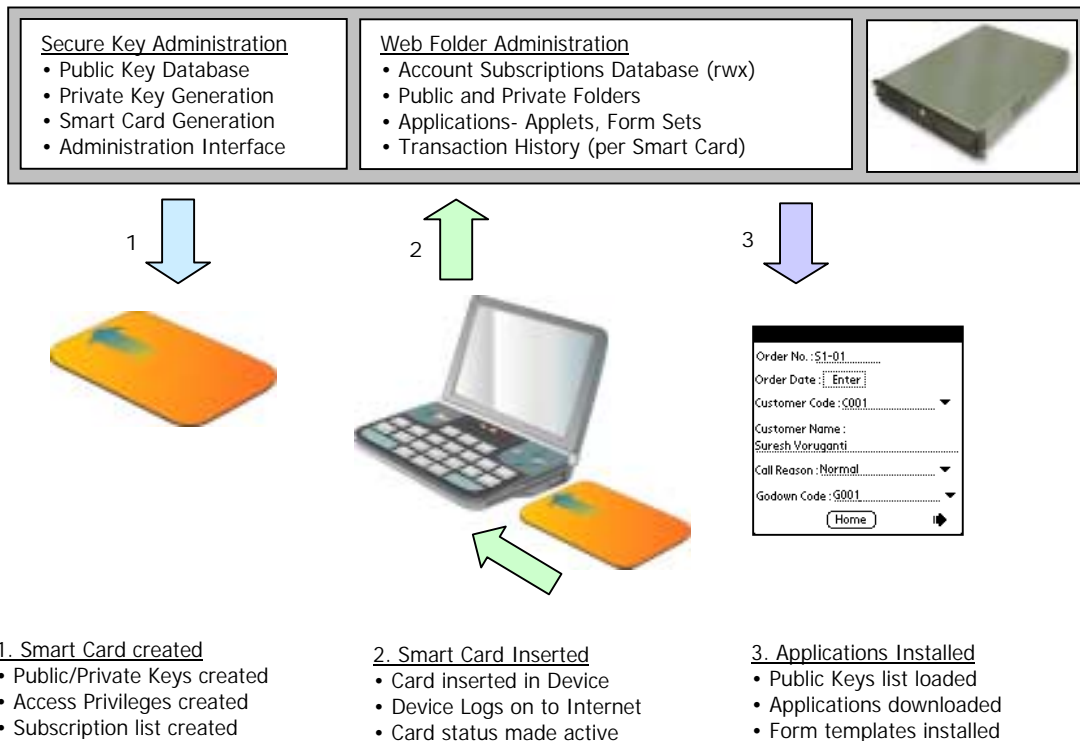 Secure Key Administration
• Public Key Database
• Private Key Generation
• Smart Card Generation
• Administration Interface
Web Folder Administration
• Account Subscriptions Database (rwx)
• Public and Private Folders
• Applications- Applets, Form Sets
• Transaction History (per Smart Card)
1
2
3
Order No. : S1-01
Order Date : Enter
Customer Code : C001
Customer Name :
Suresh Voruganti
Call Reason : Normal
Godown Code : G001
Home
1. Smart Card created
• Public/Private Keys created
• Access Privileges created
• Subscription list created
2. Smart Card Inserted
• Card inserted in Device
• Device Logs on to Internet
• Card status made active
3. Applications Installed
• Public Keys list loaded
• Applications downloaded
• Form templates installed